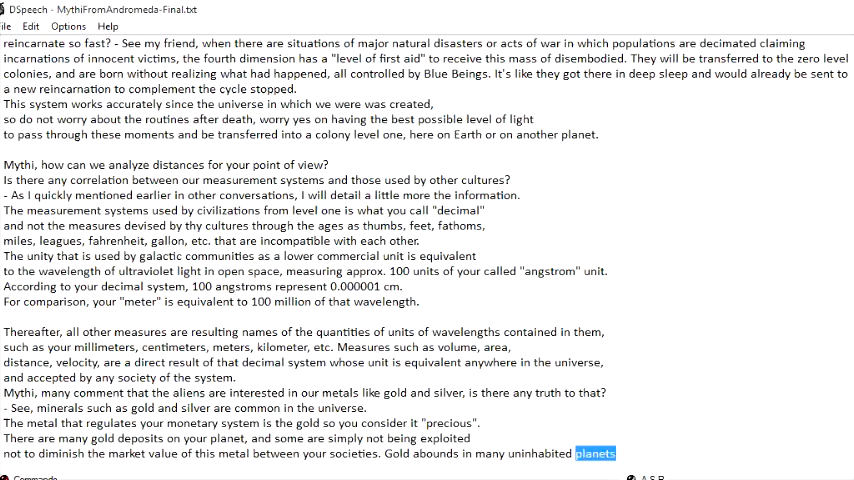 DSpeech - MythiFromAndromeda-Final.txt
ile Edit Options Help
reincarnate so fast? - See my friend, when there are situations of major natural disasters or acts of war in which populations are decimated claiming
incarnations of innocent victims, the fourth dimension has a "level of first aid" to receive this mass of disembodied. They will be transferred to the zero level
colonies, and are born without realizing what had happened, all controlled by Blue Beings. It's like they got there in deep sleep and would already be sent to
a new reincarnation to complement the cycle stopped.
This system works accurately since the universe in which we were was created,
so do not worry about the routines after death, worry yes on having the best possible level of light
to pass through these moments and be transferred into a colony level one, here on Earth or on another planet.
Mythi, how can we analyze distances for your point of view?
Is there any correlation between our measurement systems and those used by other cultures?
- As I quickly mentioned earlier in other conversations, I will detail a little more the information.
The measurement systems used by civilizations from level one is what you call "decimal"
and not the measures devised by thy cultures through the ages as thumbs, feet, fathoms,
miles, leagues, fahrenheit, gallon, etc. that are incompatible with each other.
The unity that is used by galactic communities as a lower commercial unit is equivalent
to the wavelength of ultraviolet light in open space, measuring approx. 100 units of your called "angstrom" unit.
According to your decimal system, 100 angstroms represent 0.000001 cm.
For comparison, your "meter" is equivalent to 100 million of that wavelength.
Thereafter, all other measures are resulting names of the quantities of units of wavelengths contained in them,
such as your millimeters, centimeters, meters, kilometer, etc. Measures such as volume, area,
distance, velocity, are a direct result of that decimal system whose unit is equivalent anywhere in the universe,
and accepted by any society of the system.
Mythi, many comment that the aliens are interested in our metals like gold and silver, is there any truth to that?
- See, minerals such as gold and silver are common in the universe.
The metal that regulates your monetary system is the gold so you consider it "precious".
There are many gold deposits on your planet, and some are simply not being exploited
not to diminish the market value of this metal between your societies. Gold abounds in many uninhabited planets